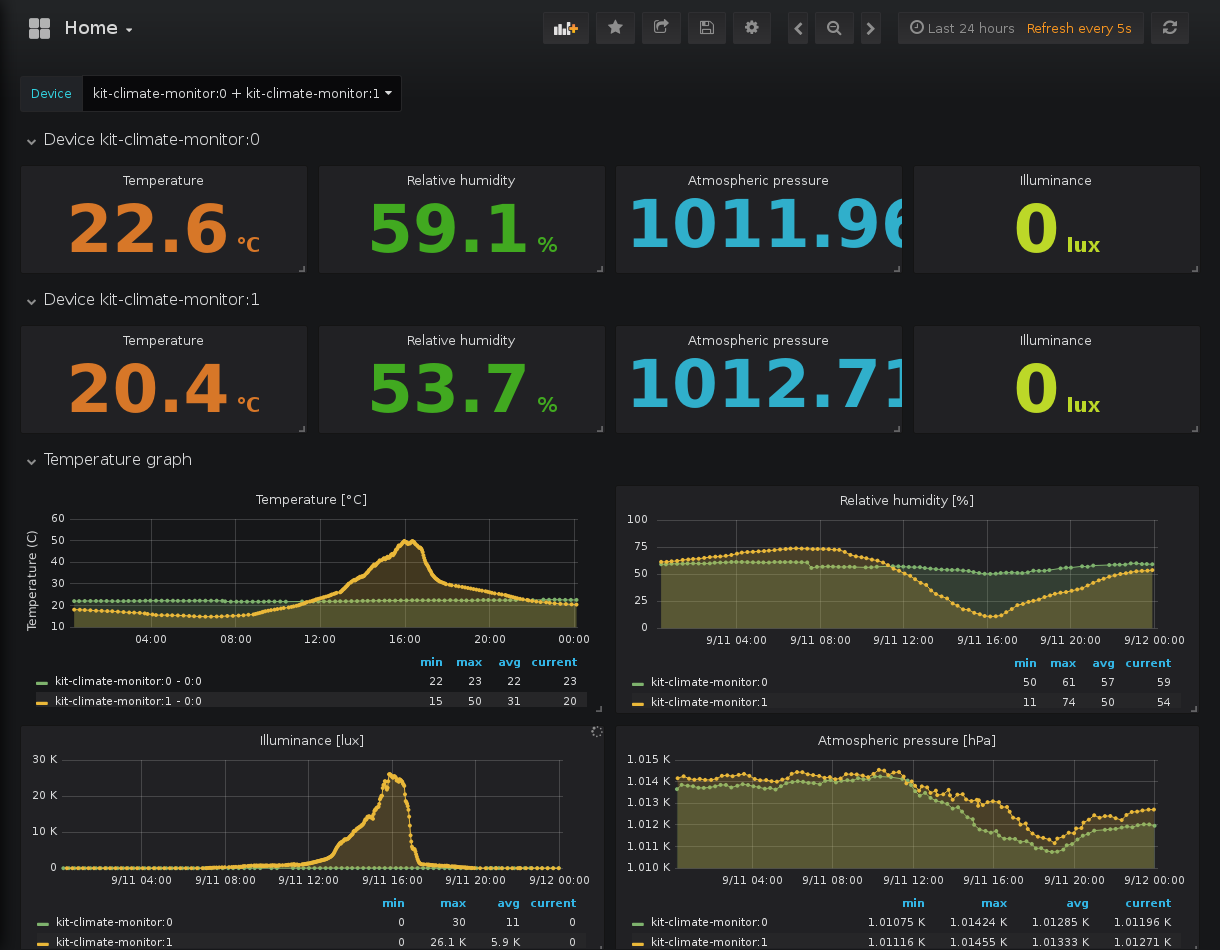 Home
Last 24 hours Refresh every 5s
Device kit-climate-monitor:0 + kit-climate-monitor:1
Device kit-climate-monitor:0
Temperature Relative humidity Atmospheric pressure Illuminance
22.6 °C 59.1 % 1011.96 0 lux
Device kit-climate-monitor:1
Temperature Relative humidity Atmospheric pressure Illuminance
20.4 °C 53.7 % 1012.71 0 lux
Temperature graph
Temperature [°C]
Temperature (C)
60
50
40
30
20
10
04:00 08:00 12:00 16:00 20:00 00:00
min max avg current
kit-climate-monitor:0 - 0:0 22 23 22 23
kit-climate-monitor:1 - 0:0 15 50 31 20
Relative humidity [%]
100
75
50
25
0
9/11 04:00 9/11 08:00 9/11 12:00 9/11 16:00 9/11 20:00 9/12 00:00
min max avg current
kit-climate-monitor:0 50 61 57 59
kit-climate-monitor:1 11 74 50 54
Illuminance [lux]
30 K
20 K
10 K
0
9/11 04:00 9/11 08:00 9/11 12:00 9/11 16:00 9/11 20:00 9/12 00:00
min max avg current
kit-climate-monitor:0 0 30 11 0
kit-climate-monitor:1 0 26.1 K 5.9 K 0
Atmospheric pressure [hPa]
1.015 K
1.014 K
1.013 K
1.012 K
1.011 K
1.010 K
9/11 04:00 9/11 08:00 9/11 12:00 9/11 16:00 9/11 20:00 9/12 00:00
min max avg current
kit-climate-monitor:0 1.01075 K 1.01424 K 1.01285 K 1.01196 K
kit-climate-monitor:1 1.01116 K 1.01455 K 1.01333 K 1.01271 K